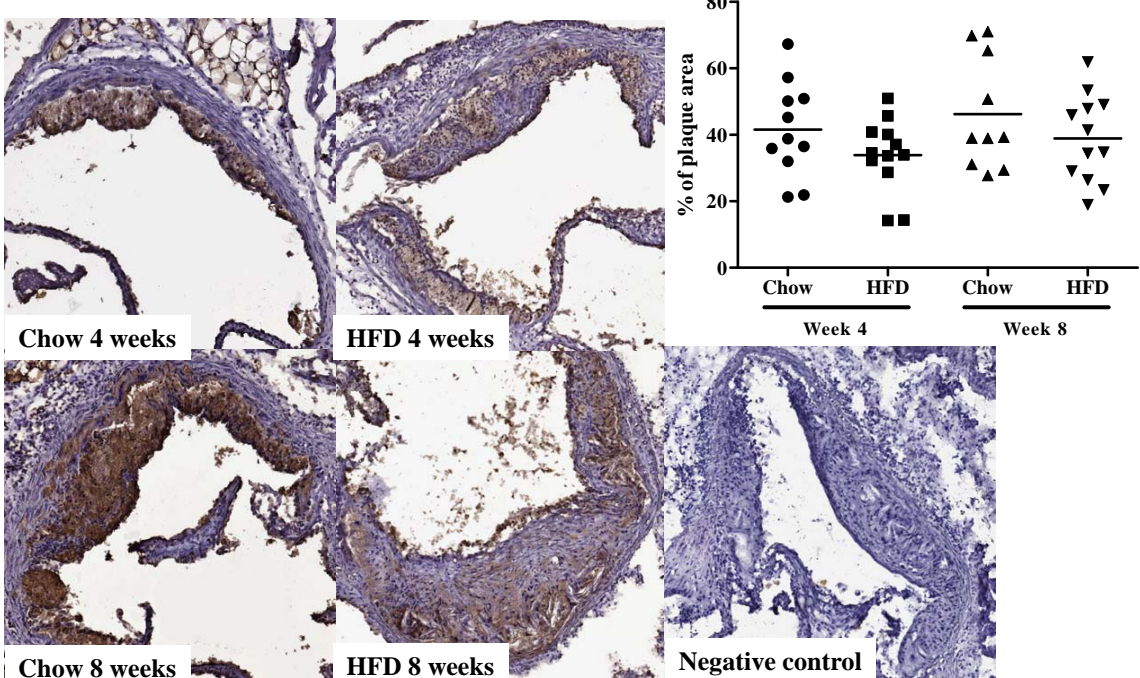 80
60
40
20
0
% of plaque area
Chow HFD Chow HFD
Week 4 Week 8
Chow 4 weeks HFD 4 weeks
Chow 8 weeks HFD 8 weeks Negative control